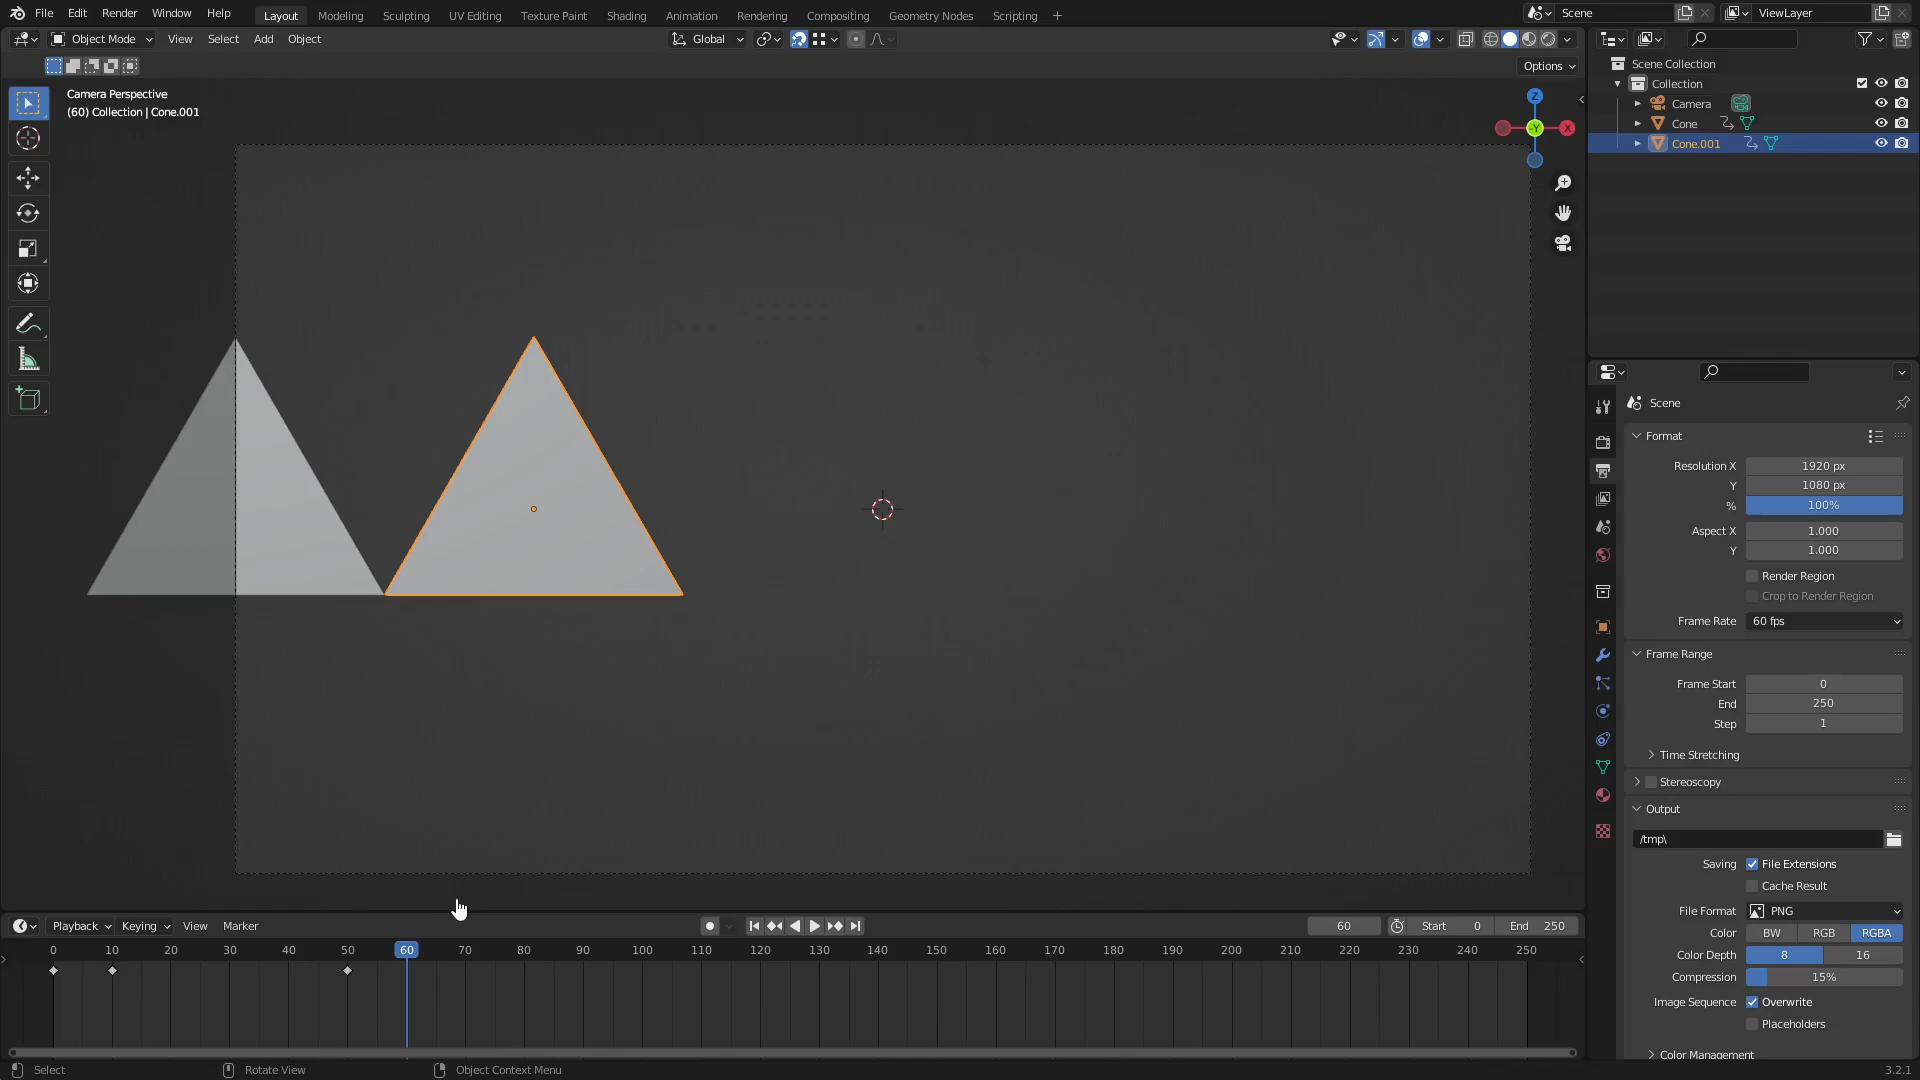 File Edit Render Window Help Layout Modeling Sculpting UV Editing Texture Paint Shading Animation Rendering Compositing Geometry Nodes Scripting + Scene ViewLayer
Object Mode View Select Add Object Global
Options
Camera Perspective
(60) Collection | Cone.001
Z
-Y
X
Scene Collection
Collection
Camera
Cone
Cone.001
Scene
Format
Resolution X 1920 px
Y 1080 px
% 100%
Aspect X 1.000
Y 1.000
Render Region
Crop to Render Region
Frame Rate 60 fps
Frame Range
Frame Start 0
End 250
Step 1
Time Stretching
Stereoscopy
Output
/tmp\
Saving File Extensions
Cache Result
File Format PNG
Color BW RGB RGBA
Color Depth 8 16
Compression 15%
Image Sequence Overwrite
Placeholders
Color Management
Playback Keying View Marker 60 Start 0 End 250
0 10 20 30 40 50 60 70 80 90 100 110 120 130 140 150 160 170 180 190 200 210 220 230 240 250
Select Rotate View Object Context Menu 3.2.1